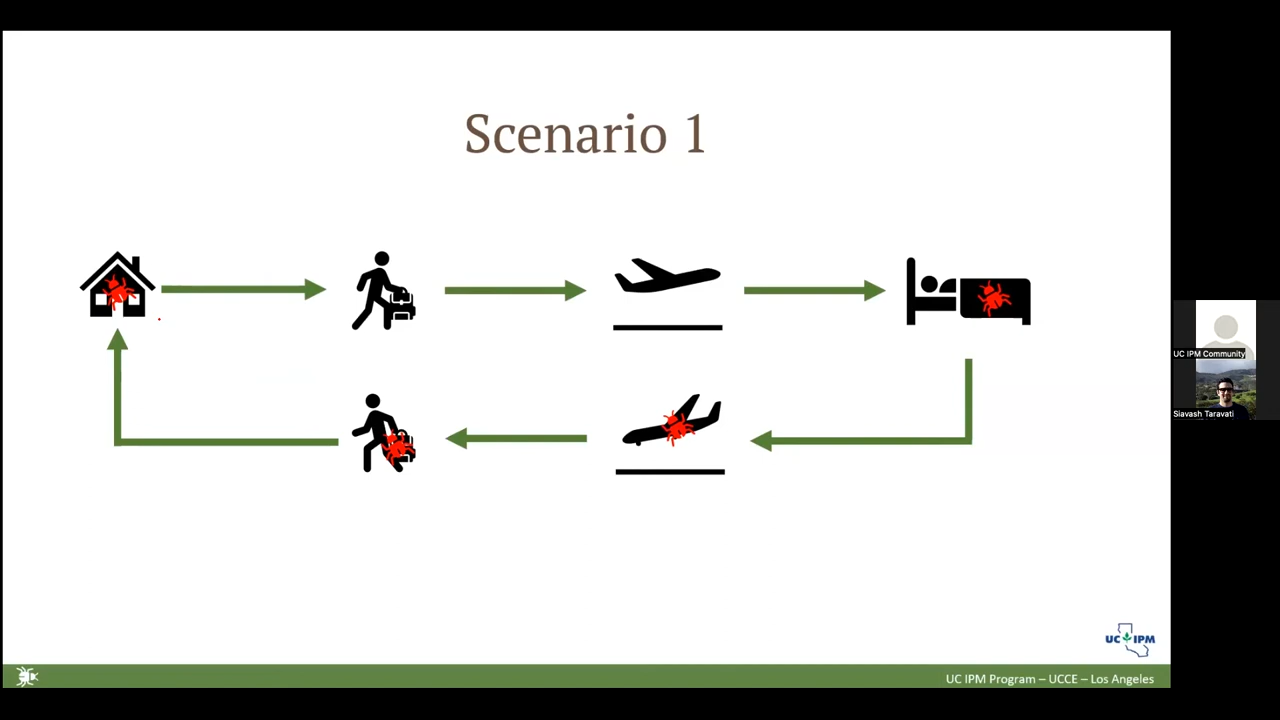 Scenario 1
UC IPM Community
Siavash Taravati
UC IPM
UC IPM Program – UCCE – Los Angeles